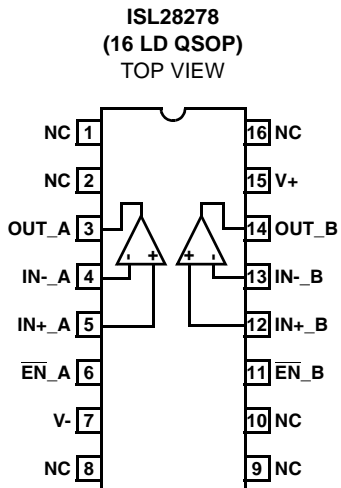 ISL28278
(16 LD QSOP)
TOP VIEW
NC 1 16 NC
NC 2 15 V+
OUT_A 3 14 OUT_B
- + + -
IN-_A 4 13 IN-_B
IN+_A 5 12 IN+_B
EN_A 6 11 EN_B
V- 7 10 NC
NC 8 9 NC